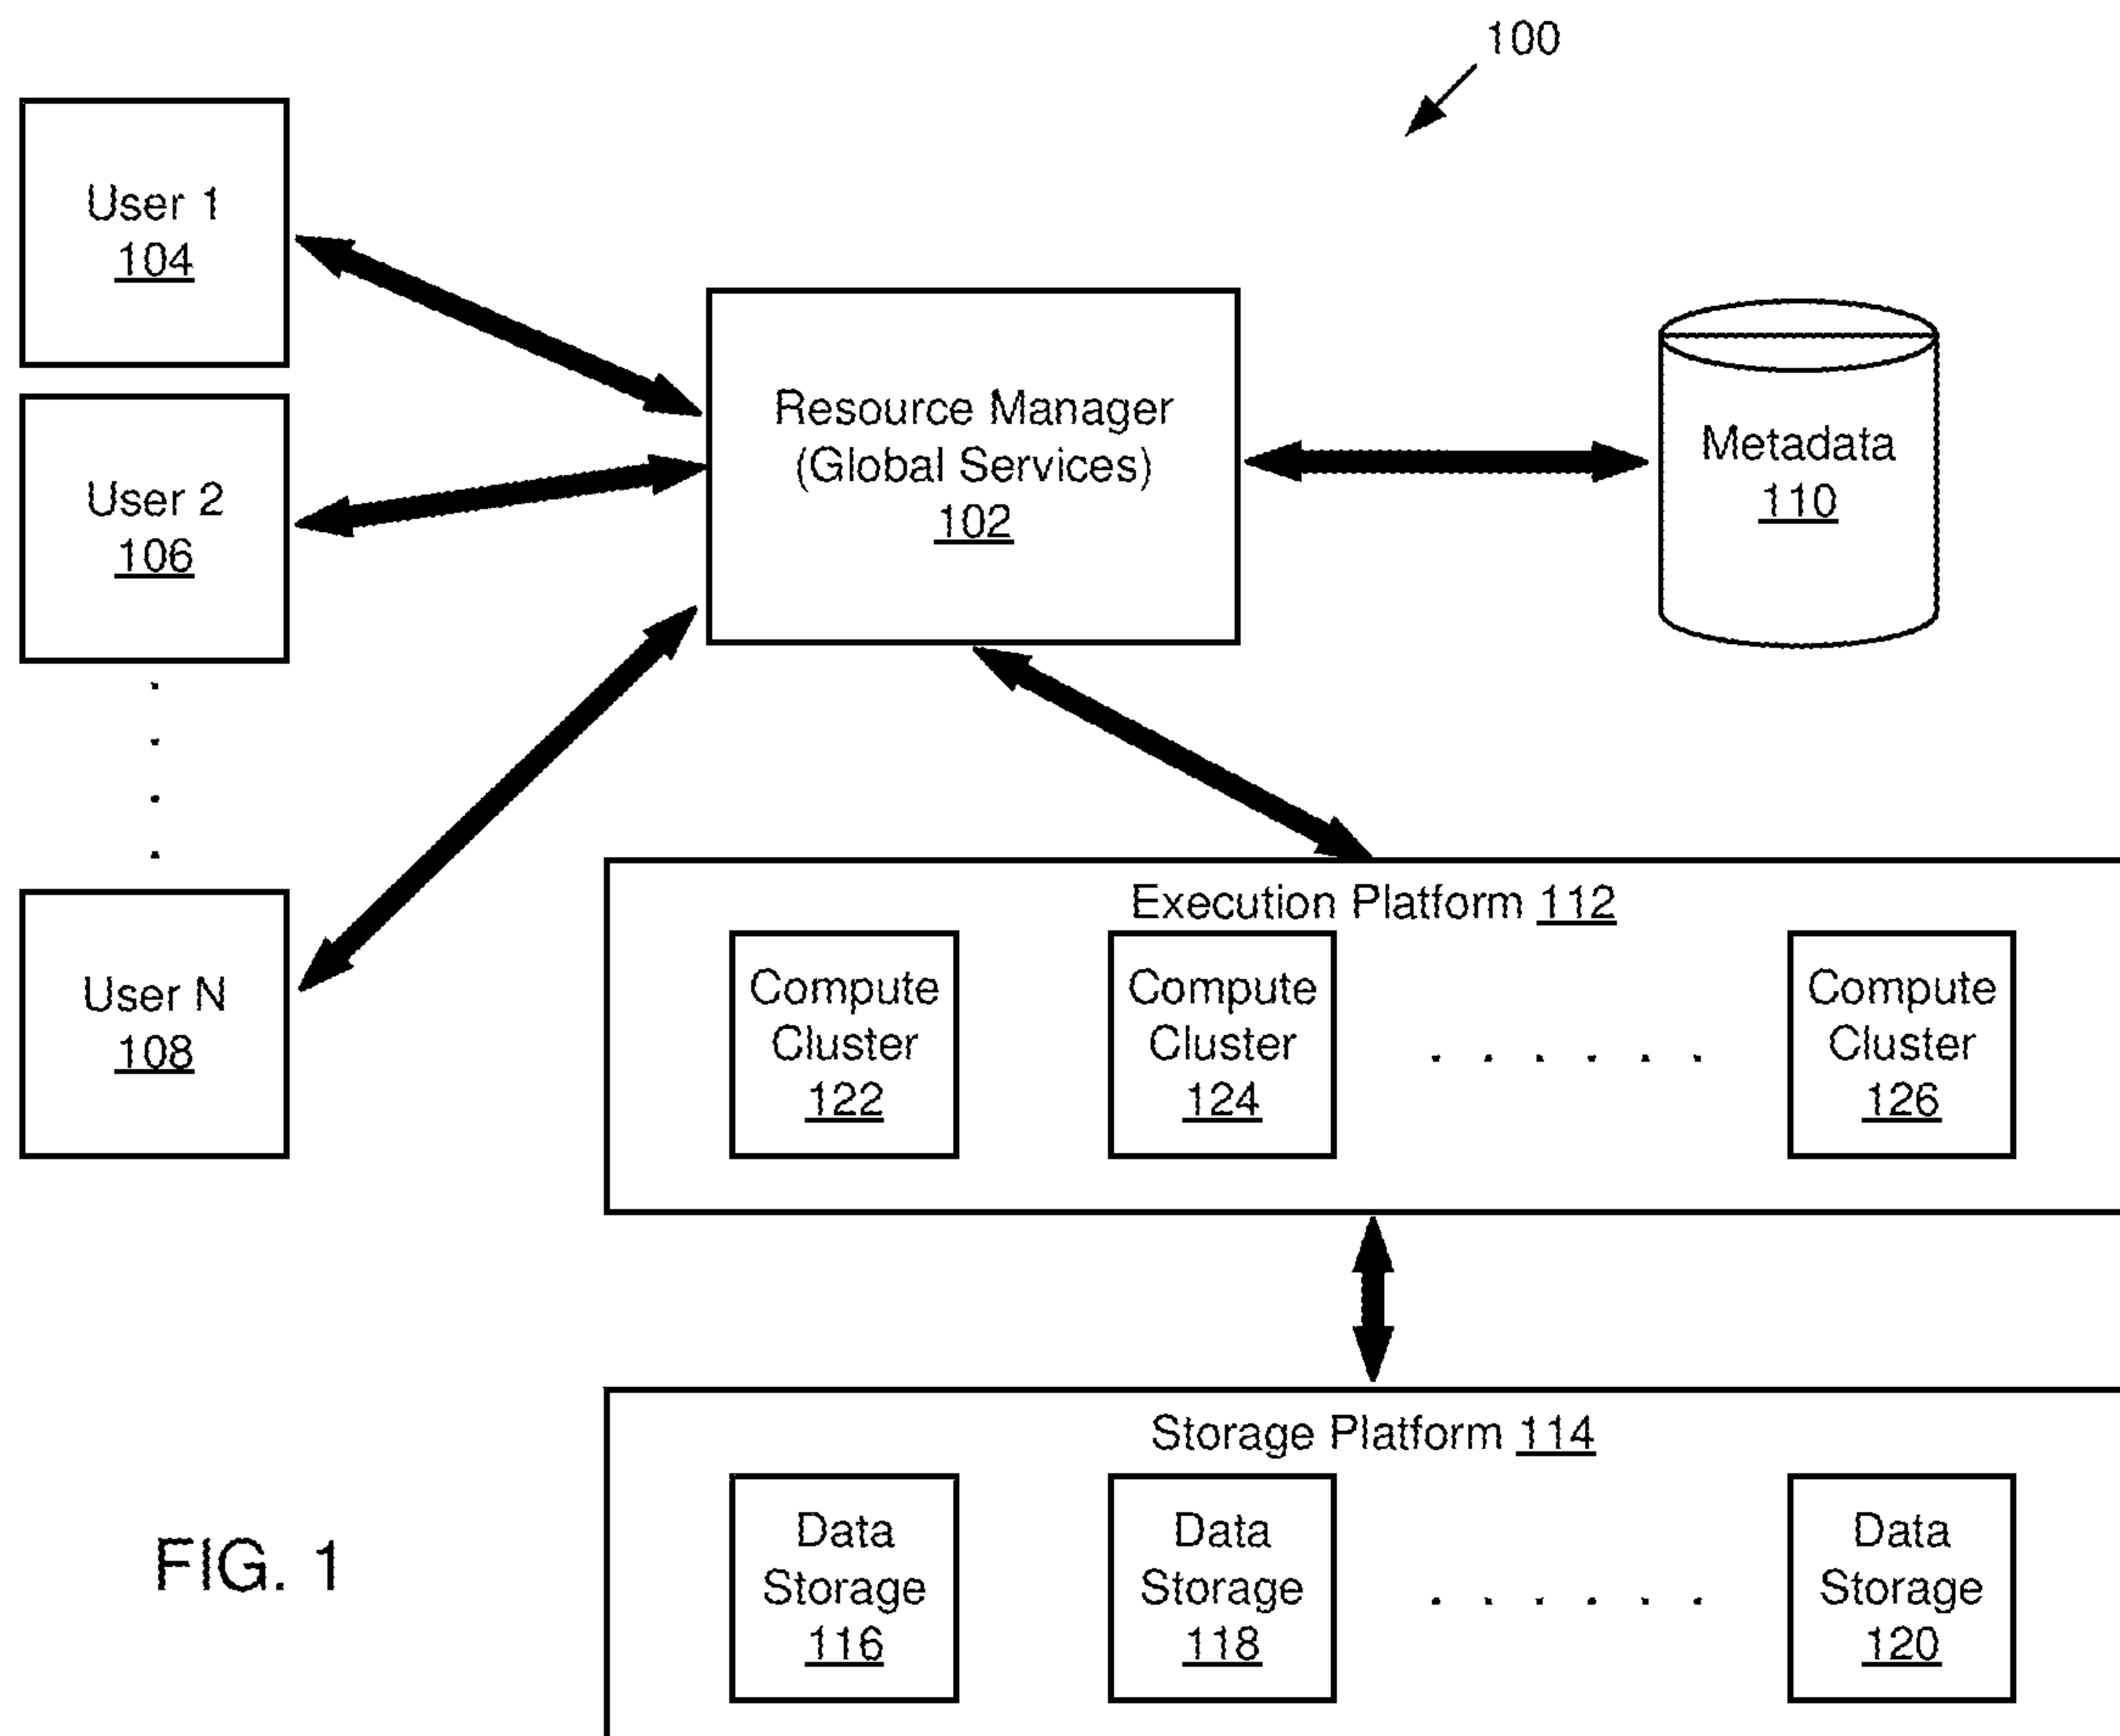 100
User 1
104
Resource Manager
(Global Services)
102
Metadata
110
User 2
106
User N
108
Execution Platform 112
Compute
Cluster
122
Compute
Cluster
124
. . . . . .
Compute
Cluster
126
Storage Platform 114
Data
Storage
116
Data
Storage
118
. . . . . .
Data
Storage
120
FIG. 1